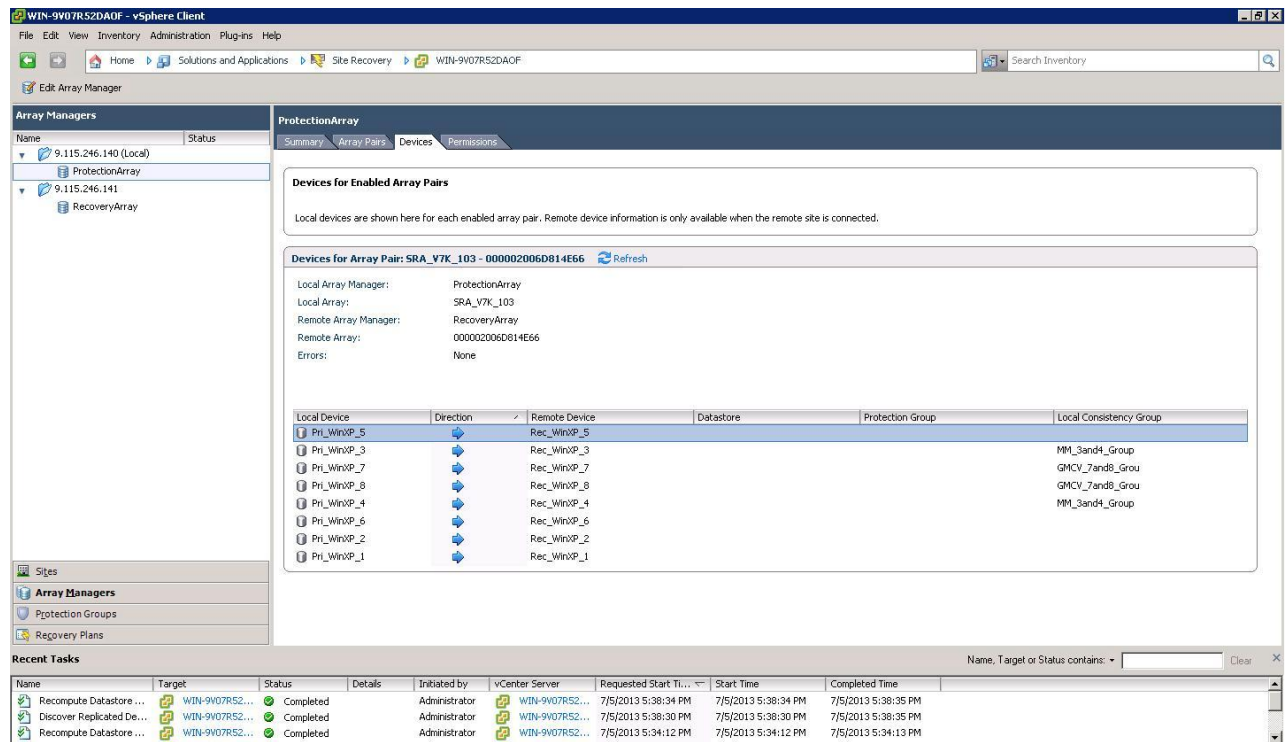 WIN-9V07R52DAOF - vSphere Client
File Edit View Inventory Administration Plug-ins Help
Home Solutions and Applications Site Recovery WIN-9V07R52DAOF Search Inventory
Edit Array Manager
Array Managers
Name Status
9.115.246.140 (Local)
ProtectionArray
9.115.246.141
RecoveryArray
Sites
Array Managers
Protection Groups
Recovery Plans
ProtectionArray
Summary Array Pairs Devices Permissions
Devices for Enabled Array Pairs
Local devices are shown here for each enabled array pair. Remote device information is only available when the remote site is connected.
Devices for Array Pair: SRA_V7K_103 - 000002006D814E66 Refresh
Local Array Manager: ProtectionArray
Local Array: SRA_V7K_103
Remote Array Manager: RecoveryArray
Remote Array: 000002006D814E66
Errors: None
Local Device Direction Remote Device Datastore Protection Group Local Consistency Group
Pri_WinXP_5 Rec_WinXP_5
Pri_WinXP_3 Rec_WinXP_3 MM_3and4_Group
Pri_WinXP_7 Rec_WinXP_7 GMCV_7and8_Grou
Pri_WinXP_8 Rec_WinXP_8 GMCV_7and8_Grou
Pri_WinXP_4 Rec_WinXP_4 MM_3and4_Group
Pri_WinXP_6 Rec_WinXP_6
Pri_WinXP_2 Rec_WinXP_2
Pri_WinXP_1 Rec_WinXP_1
Recent Tasks Name, Target or Status contains: Clear
Name Target Status Details Initiated by vCenter Server Requested Start Ti... Start Time Completed Time
Recompute Datastore ... WIN-9V07R52... Completed Administrator WIN-9V07R52... 7/5/2013 5:38:34 PM 7/5/2013 5:38:34 PM 7/5/2013 5:38:35 PM
Discover Replicated De... WIN-9V07R52... Completed Administrator WIN-9V07R52... 7/5/2013 5:38:30 PM 7/5/2013 5:38:30 PM 7/5/2013 5:38:35 PM
Recompute Datastore ... WIN-9V07R52... Completed Administrator WIN-9V07R52... 7/5/2013 5:34:12 PM 7/5/2013 5:34:12 PM 7/5/2013 5:34:13 PM